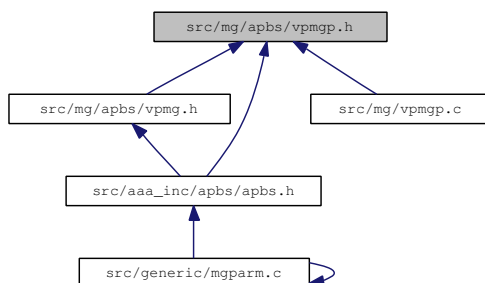 src/mg/apbs/vpmgp.h
src/mg/apbs/vpmg.h
src/mg/vpmgp.c
src/aaa_inc/apbs/apbs.h
src/generic/mgparm.c